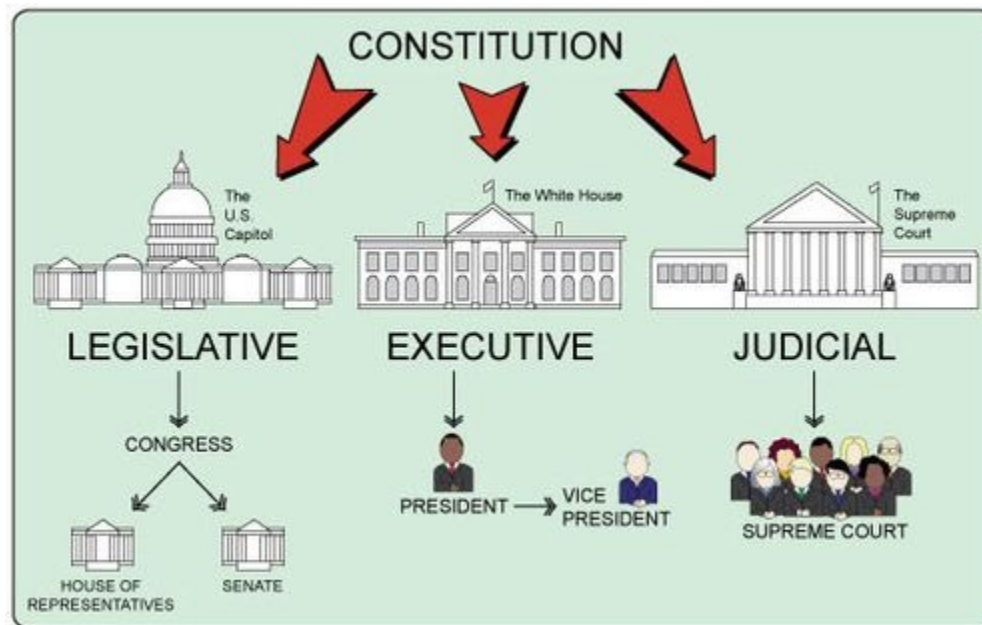 CONSTITUTION
The
U.S.
Capitol
The White House
The
Supreme
Court
LEGISLATIVE
EXECUTIVE
JUDICIAL
CONGRESS
HOUSE OF
REPRESENTATIVES
SENATE
PRESIDENT
VICE
PRESIDENT
SUPREME COURT